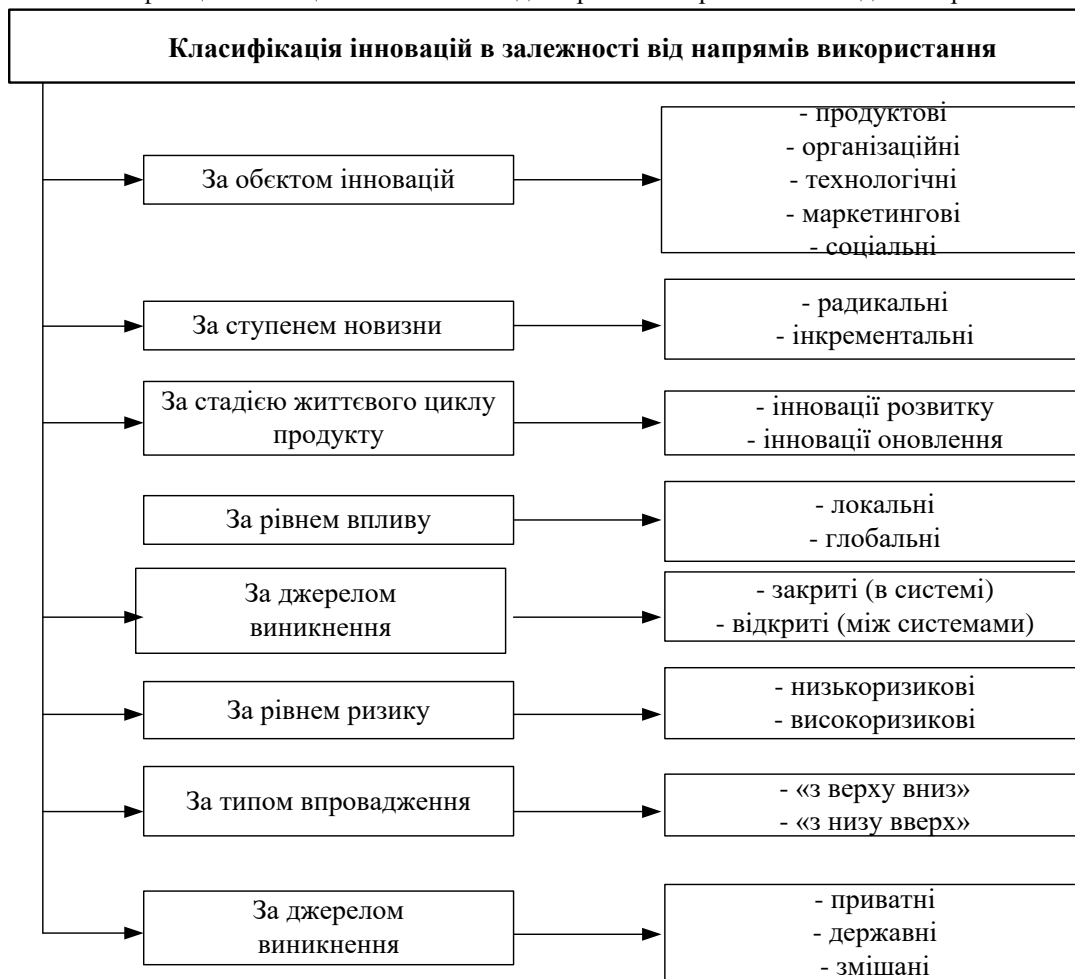 Класифікація інновацій в залежності від напрямів використання
За обєктом інновацій
- продуктові
- організаційні
- технологічні
- маркетингові
- соціальні
За ступенем новизни
- радикальні
- інкрементальні
За стадією життєвого циклу
продукту
- інновації розвитку
- інновації оновлення
За рівнем впливу
- локальні
- глобальні
За джерелом
виникнення
- закриті (в системі)
- відкриті (між системами)
За рівнем ризику
- низькоризикові
- високоризикові
За типом впровадження
- «з верху вниз»
- «з низу вверх»
За джерелом
виникнення
- приватні
- державні
- змішані